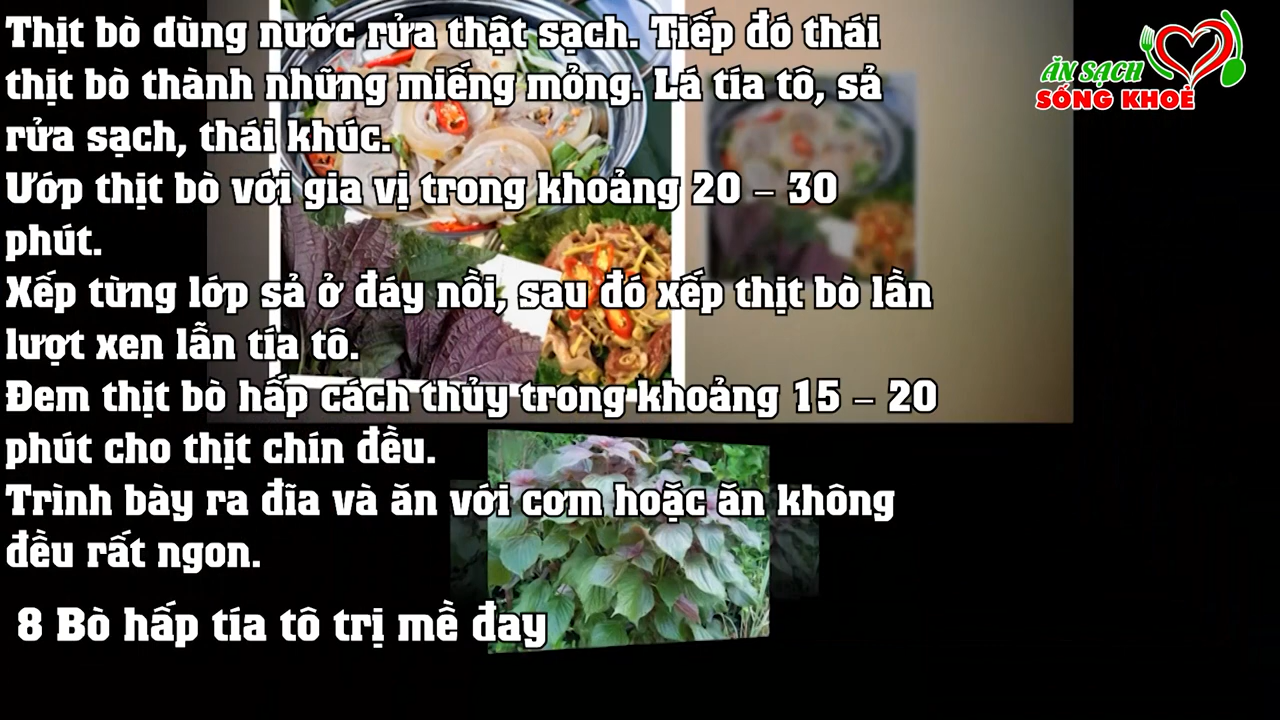 Thịt bò dùng nước rửa thật sạch. Tiếp đó thái
thịt bò thành những miếng mỏng. Lá tía tô, sả
rửa sạch, thái khúc.
Ướp thịt bò với gia vị trong khoảng 20 – 30
phút.
Xếp từng lớp sả ở đáy nồi, sau đó xếp thịt bò lần
lượt xen lẫn tía tô.
Đem thịt bò hấp cách thủy trong khoảng 15 – 20
phút cho thịt chín đều.
Trình bày ra đĩa và ăn với cơm hoặc ăn không
đều rất ngon.
8 Bò hấp tía tô trị mề đay
ĂN SẠCH
SỐNG KHOẺ